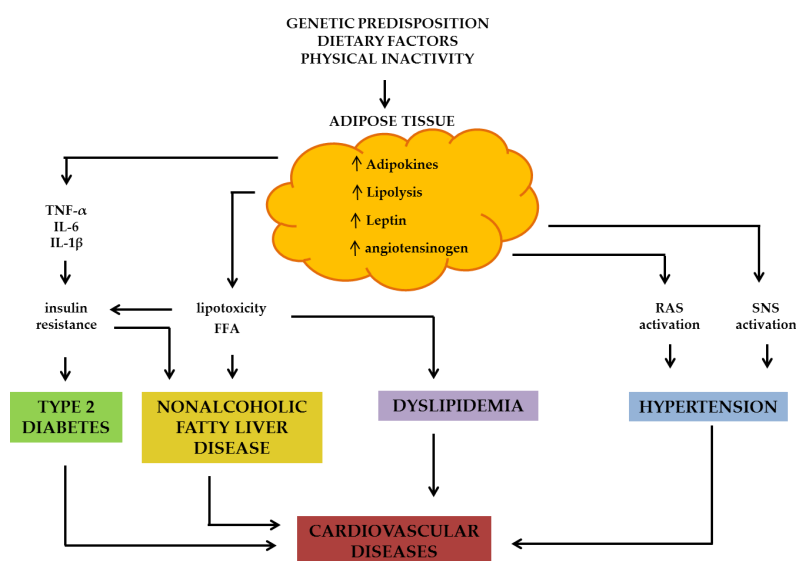 GENETIC PREDISPOSITION
DIETARY FACTORS
PHYSICAL INACTIVITY
ADIPOSE TISSUE
↑ Adipokines
↑ Lipolysis
↑ Leptin
↑ angiotensinogen
TNF-α
IL-6
IL-1β
insulin
resistance
lipotoxicity
FFA
RAS
activation
SNS
activation
TYPE 2
DIABETES
NONALCOHOLIC
FATTY LIVER
DISEASE
DYSLIPIDEMIA
HYPERTENSION
CARDIOVASCULAR
DISEASES